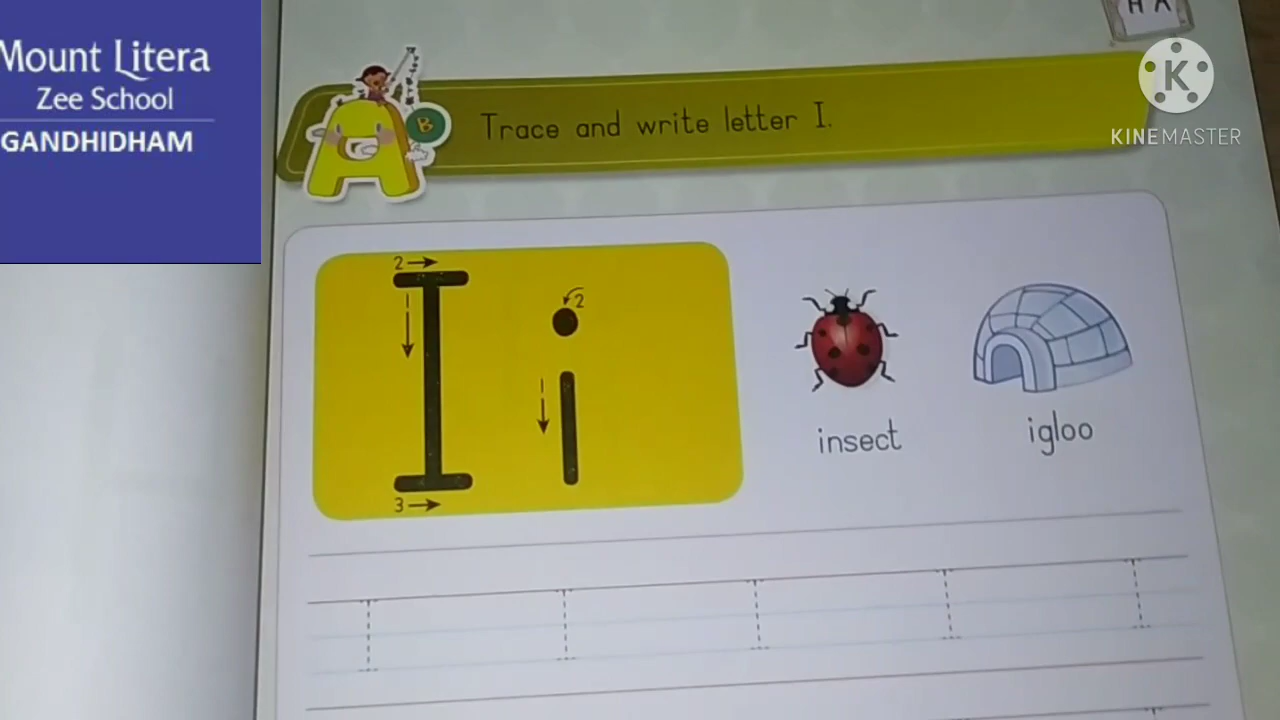 Mount Litera
Zee School
GANDHIDHAM
K
KINEMASTER
B
Trace and write letter I.
2
1
3
I i
2
1
insect
igloo